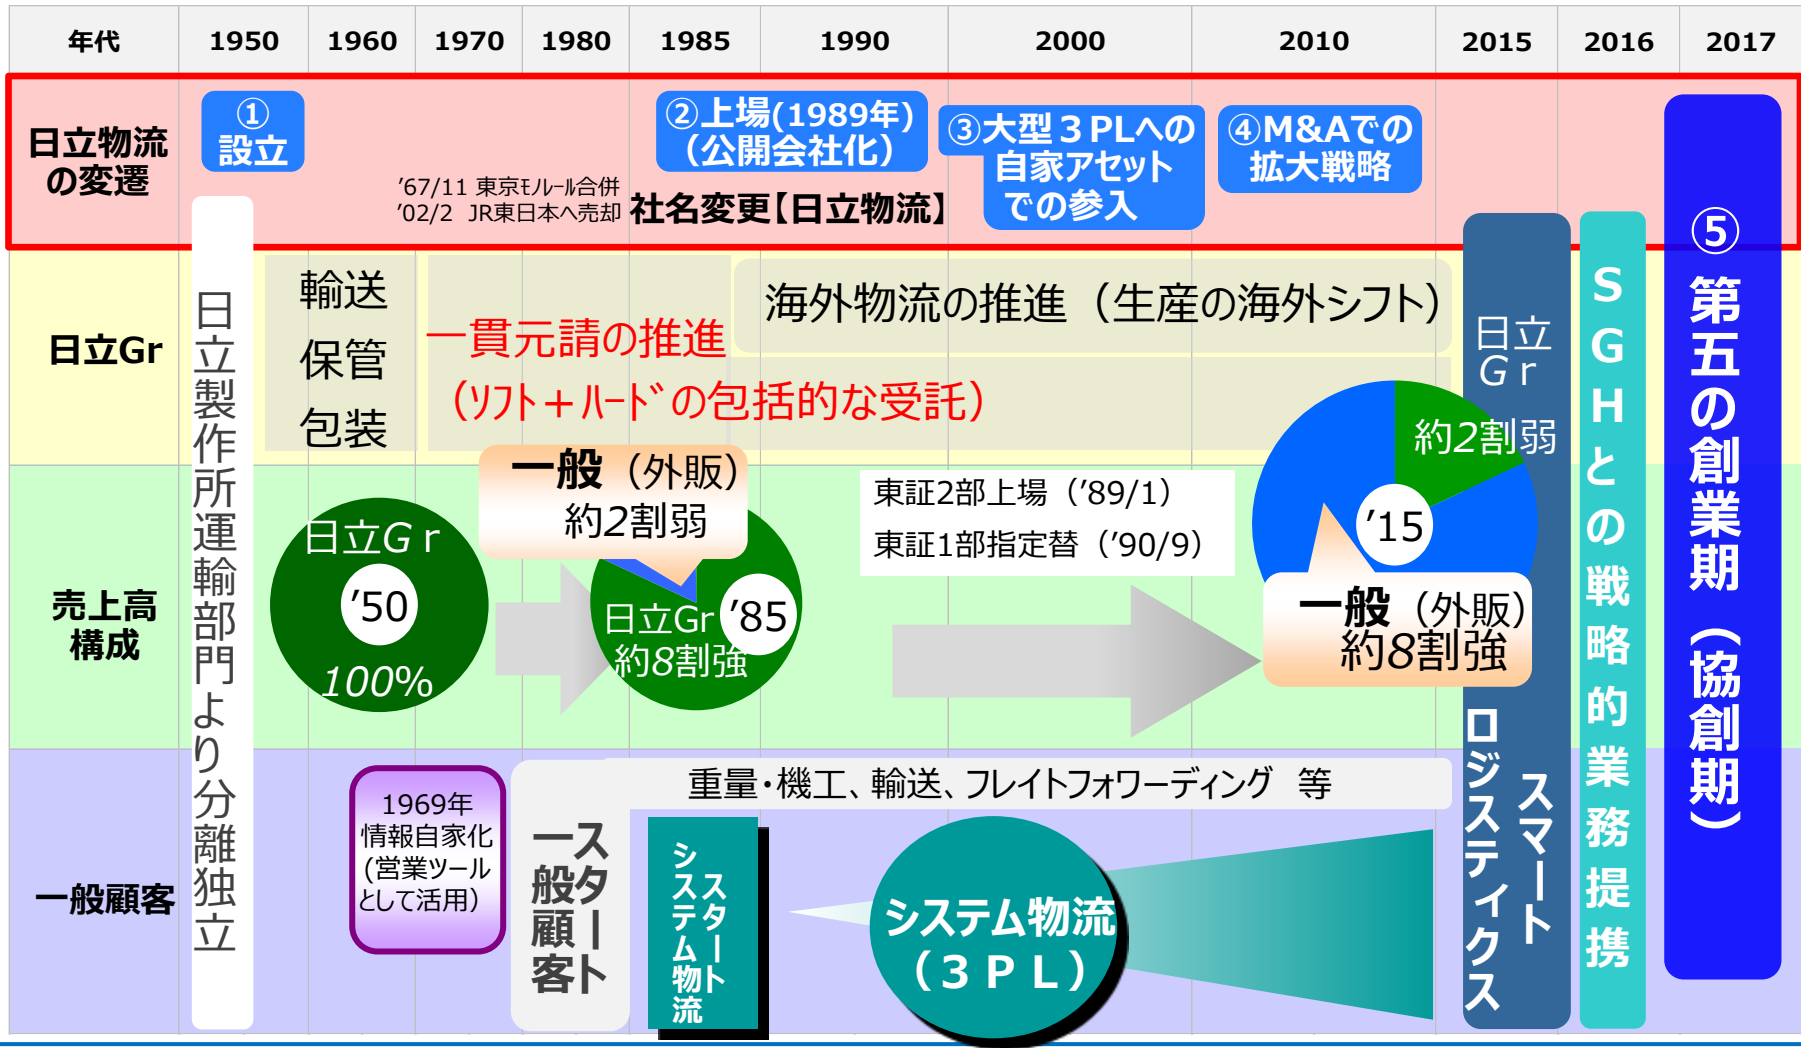 年代 1950 1960 1970 1980 1985 1990 2000 2010 2015 2016 2017
日立物流
の変遷
①
設立
'67/11 東京モノレール合併
'02/2 JR東日本へ売却
②上場(1989年)
(公開会社化)
社名変更【日立物流】
③大型3PLへの
自家アセット
での参入
④M&Aでの
拡大戦略
日立製作所運輸部門より分離独立
日立Gr
輸送
保管
包装
一貫元請の推進
(ソフト+ハードの包括的な受託)
海外物流の推進(生産の海外シフト)
売上高
構成
日立Gr
'50
100%
一般(外販)
約2割弱
日立Gr
約8割強
'85
東証2部上場('89/1)
東証1部指定替('90/9)
日立
Gr
約2割弱
'15
一般(外販)
約8割強
一般顧客
1969年
情報自家化
(営業ツール
として活用)
一般顧客
スタート
重量・機工、輸送、フレイトフォワーディング 等
システム物流
スタート
システム物流
(3PL)
スマート
ロジスティクス
SGHとの戦略的業務提携
⑤第五の創業期(協創期)